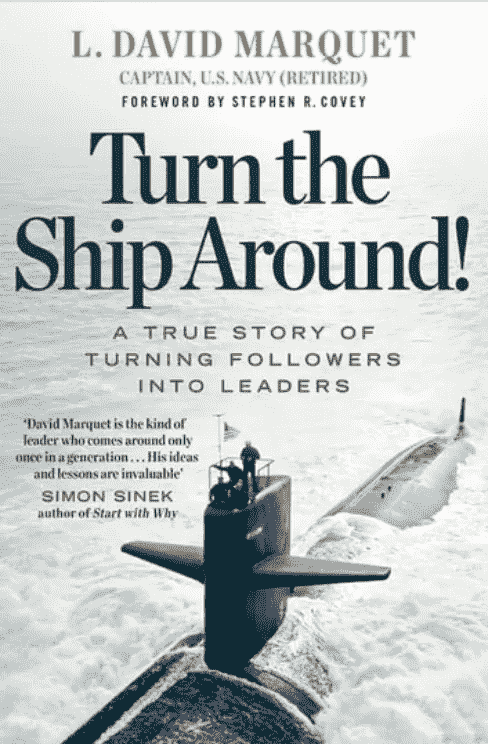 L. DAVID MARQUET
CAPTAIN, U.S. NAVY (RETIRED)
FOREWORD BY STEPHEN R. COVEY
Turn the
Ship Around!
A TRUE STORY OF
TURNING FOLLOWERS
INTO LEADERS
'David Marquet is the kind of
leader who comes around only
once in a generation... His ideas
and lessons are invaluable'
SIMON SINEK
author of Start with Why